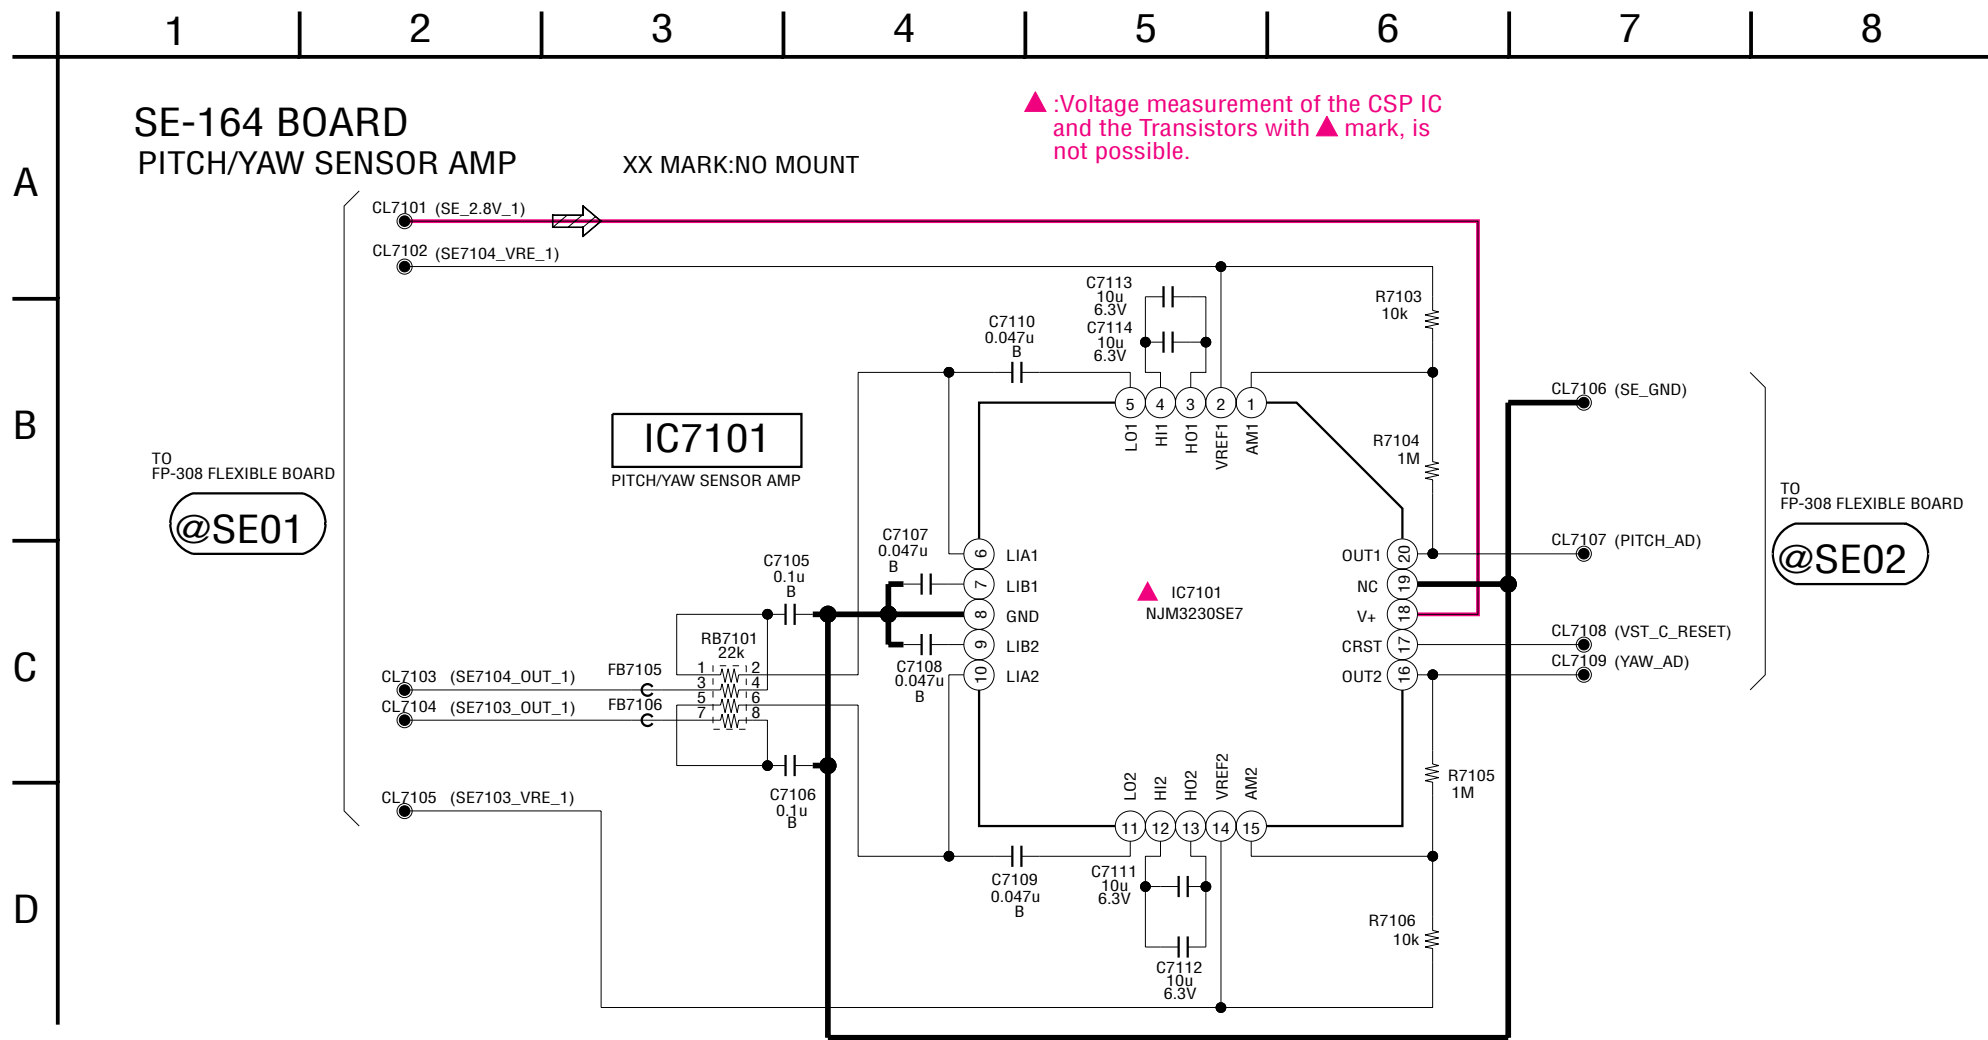 1 2 3 4 5 6 7 8
SE-164 BOARD
PITCH/YAW SENSOR AMP
XX MARK:NO MOUNT
▲ :Voltage measurement of the CSP IC
and the Transistors with ▲ mark, is
not possible.
A
B
C
D
CL7101 (SE_2.8V_1)
CL7102 (SE7104_VRE_1)
C7113
10u
6.3V
C7114
10u
6.3V
R7103
10k
C7110
0.047u
B
CL7106 (SE_GND)
5 4 3 2 1
LO1 HI1 HO1 VREF1 AM1
IC7101
PITCH/YAW SENSOR AMP
R7104
1M
TO
FP-308 FLEXIBLE BOARD
@SE01
TO
FP-308 FLEXIBLE BOARD
@SE02
C7107
0.047u
B
C7105
0.1u
B
6 LIA1
7 LIB1
8 GND
9 LIB2
10 LIA2
IC7101
NJM3230SE7
OUT1 20
NC 19
V+ 18
CRST 17
OUT2 16
CL7107 (PITCH_AD)
CL7108 (VST_C_RESET)
CL7109 (YAW_AD)
RB7101
22k
1 2
3 4
5 6
7 8
CL7103 (SE7104_OUT_1)
FB7105
CL7104 (SE7103_OUT_1)
FB7106
C7108
0.047u
B
C7106
0.1u
B
CL7105 (SE7103_VRE_1)
LO2 HI2 HO2 VREF2 AM2
11 12 13 14 15
R7105
1M
C7109
0.047u
B
C7111
10u
6.3V
C7112
10u
6.3V
R7106
10k